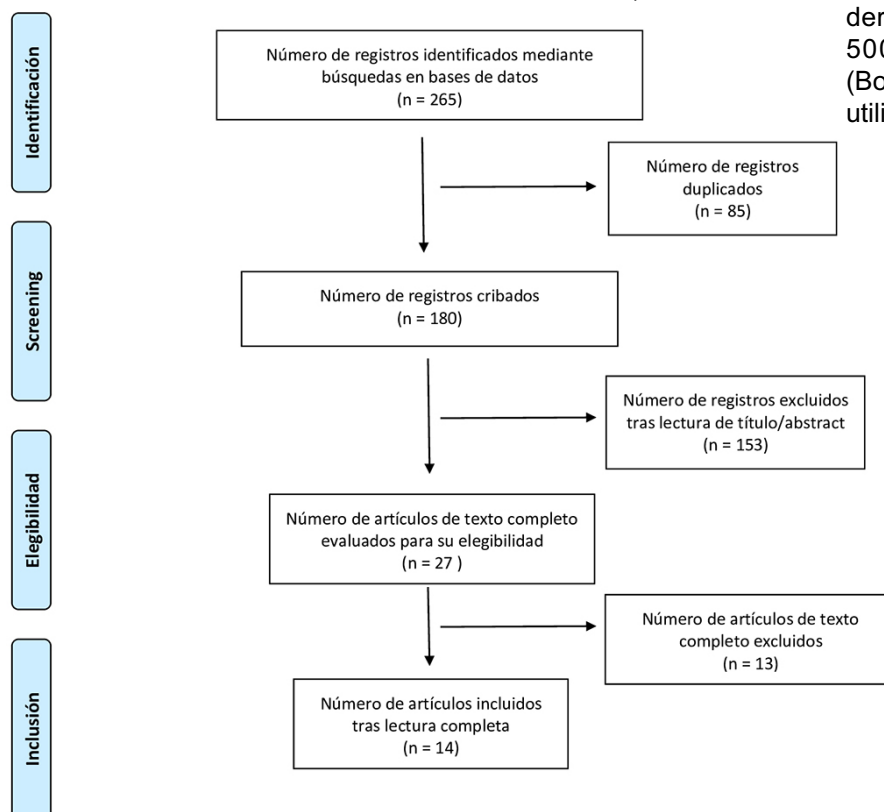 Identificación
Número de registros identificados mediante
búsquedas en bases de datos
(n = 265)
500
(Bo
utili
Número de registros
duplicados
(n = 85)
Screening
Número de registros cribados
(n = 180)
Número de registros excluidos
tras lectura de título/abstract
(n = 153)
Elegibilidad
Número de artículos de texto completo
evaluados para su elegibilidad
(n = 27 )
Número de artículos de texto
completo excluidos
(n = 13)
Inclusión
Número de artículos incluidos
tras lectura completa
(n = 14)